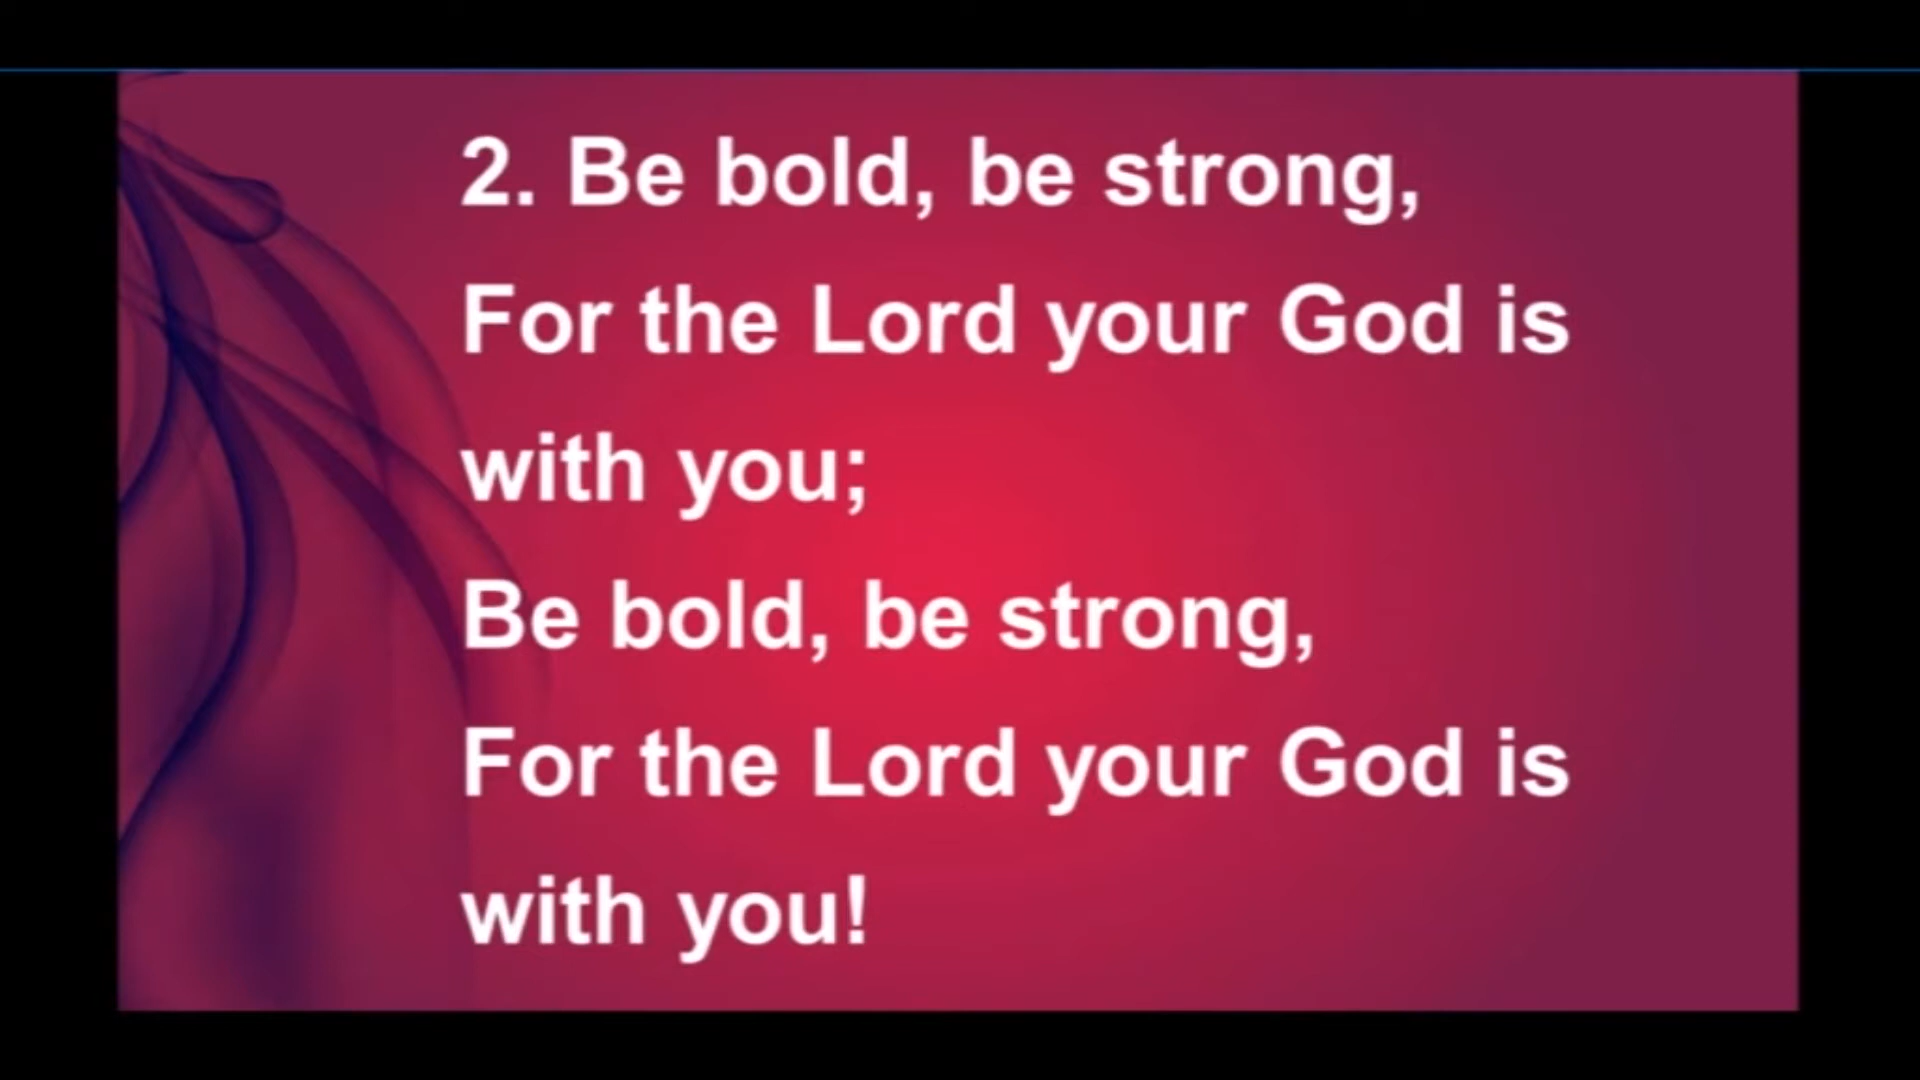 2. Be bold, be strong,
For the Lord your God is
with you;
Be bold, be strong,
For the Lord your God is
with you!